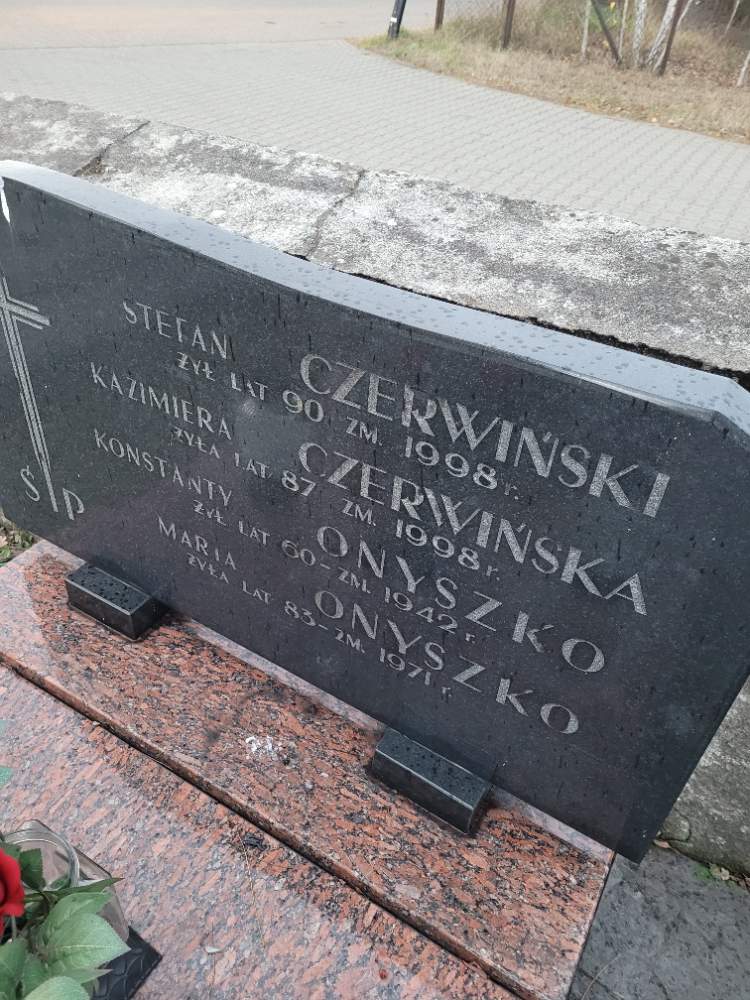 Ś P
STEFAN CZERWIŃSKI
ŻYŁ LAT 90 ZM. 1998 r.
KAZIMIERA CZERWIŃSKA
ŻYŁA LAT 87 ZM. 1998 r.
KONSTANTY ONYSZKO
ŻYŁ LAT 60 - ZM. 1942 r.
MARIA ONYSZKO
ŻYŁA LAT 83 - ZM. 1971 r.